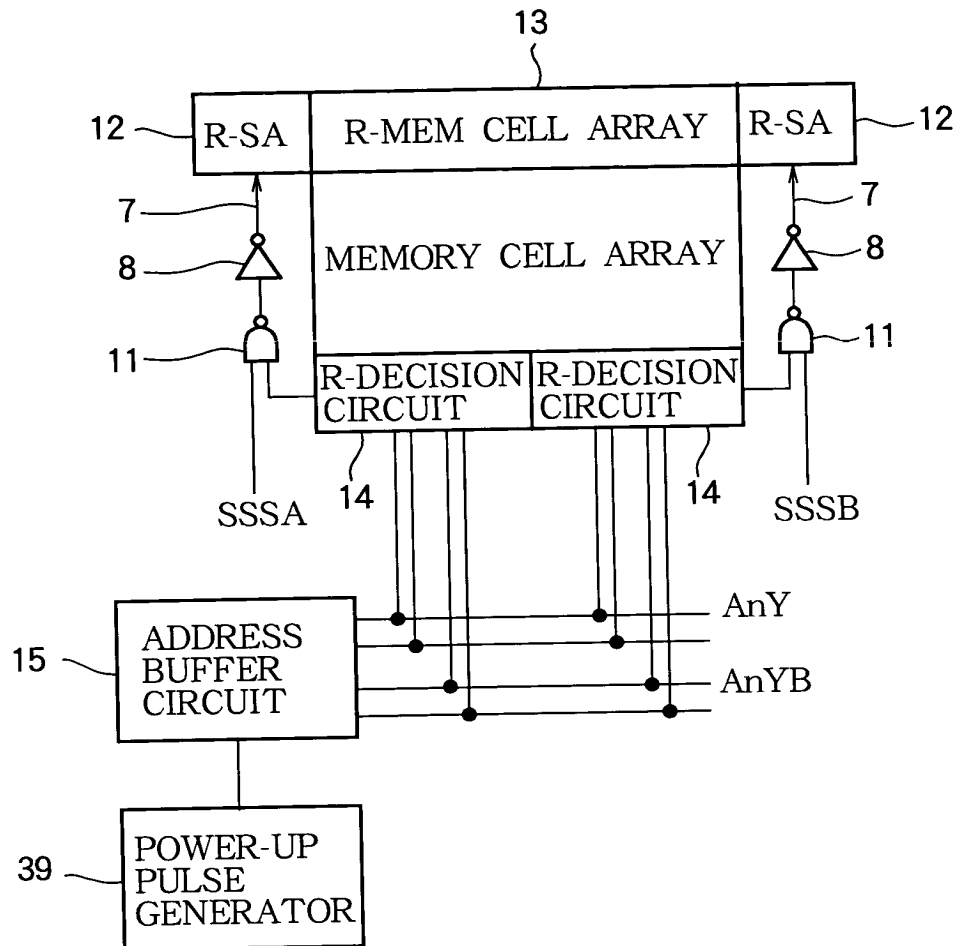 13
12
R-SA
R-MEM CELL ARRAY
R-SA
12
7
7
8
MEMORY CELL ARRAY
8
11
11
R-DECISION
CIRCUIT
R-DECISION
CIRCUIT
14
14
SSSA
SSSB
AnY
15
ADDRESS
BUFFER
CIRCUIT
AnYB
39
POWER-UP
PULSE
GENERATOR